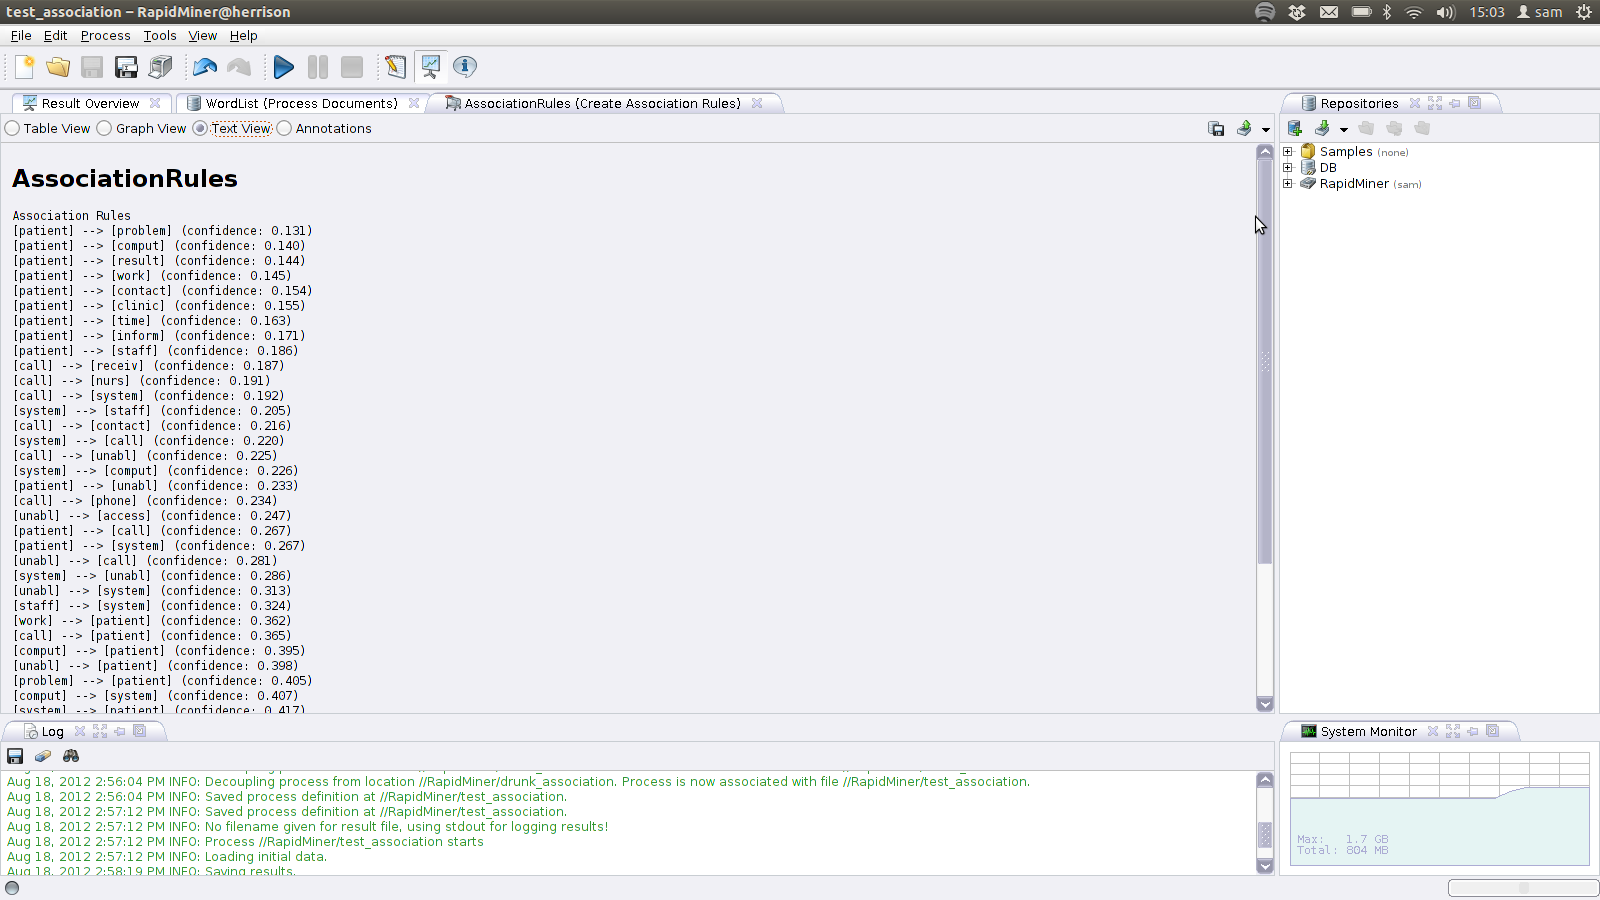 test_association – RapidMiner@herrison
15:03 sam
File Edit Process Tools View Help
Result Overview WordList (Process Documents) AssociationRules (Create Association Rules)
Table View Graph View Text View Annotations
AssociationRules
Association Rules
[patient] --> [problem] (confidence: 0.131)
[patient] --> [comput] (confidence: 0.140)
[patient] --> [result] (confidence: 0.144)
[patient] --> [work] (confidence: 0.145)
[patient] --> [contact] (confidence: 0.154)
[patient] --> [clinic] (confidence: 0.155)
[patient] --> [time] (confidence: 0.163)
[patient] --> [inform] (confidence: 0.171)
[patient] --> [staff] (confidence: 0.186)
[call] --> [receiv] (confidence: 0.187)
[call] --> [nurs] (confidence: 0.191)
[call] --> [system] (confidence: 0.192)
[system] --> [staff] (confidence: 0.205)
[call] --> [contact] (confidence: 0.216)
[system] --> [call] (confidence: 0.220)
[call] --> [unabl] (confidence: 0.225)
[system] --> [comput] (confidence: 0.226)
[patient] --> [unabl] (confidence: 0.233)
[call] --> [phone] (confidence: 0.234)
[unabl] --> [access] (confidence: 0.247)
[patient] --> [call] (confidence: 0.267)
[patient] --> [system] (confidence: 0.267)
[unabl] --> [call] (confidence: 0.281)
[system] --> [unabl] (confidence: 0.286)
[unabl] --> [system] (confidence: 0.313)
[staff] --> [system] (confidence: 0.324)
[work] --> [patient] (confidence: 0.362)
[call] --> [patient] (confidence: 0.365)
[comput] --> [patient] (confidence: 0.395)
[unabl] --> [patient] (confidence: 0.398)
[problem] --> [patient] (confidence: 0.405)
[comput] --> [system] (confidence: 0.407)
[system] --> [patient] (confidence: 0.417)
Repositories
Samples (none)
DB
RapidMiner (sam)
Log
Aug 18, 2012 2:56:04 PM INFO: Decoupling process from location //RapidMiner/drunk_association. Process is now associated with file //RapidMiner/test_association.
Aug 18, 2012 2:56:04 PM INFO: Saved process definition at //RapidMiner/test_association.
Aug 18, 2012 2:57:12 PM INFO: Saved process definition at //RapidMiner/test_association.
Aug 18, 2012 2:57:12 PM INFO: No filename given for result file, using stdout for logging results!
Aug 18, 2012 2:57:12 PM INFO: Process //RapidMiner/test_association starts
Aug 18, 2012 2:57:12 PM INFO: Loading initial data.
Aug 18, 2012 2:58:19 PM INFO: Saving results.
System Monitor
Max: 1.7 GB
Total: 804 MB